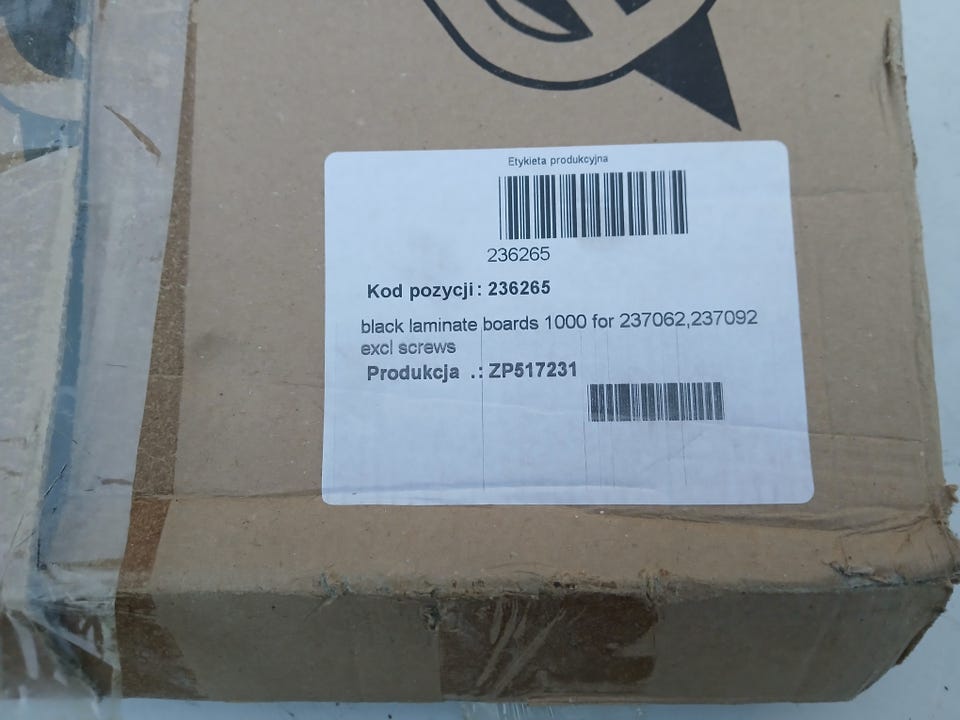 Etykieta produkcyjna
236265
Kod pozycji: 236265
black laminate boards 1000 for 237062,237092
excl screws
Produkcja .: ZP517231